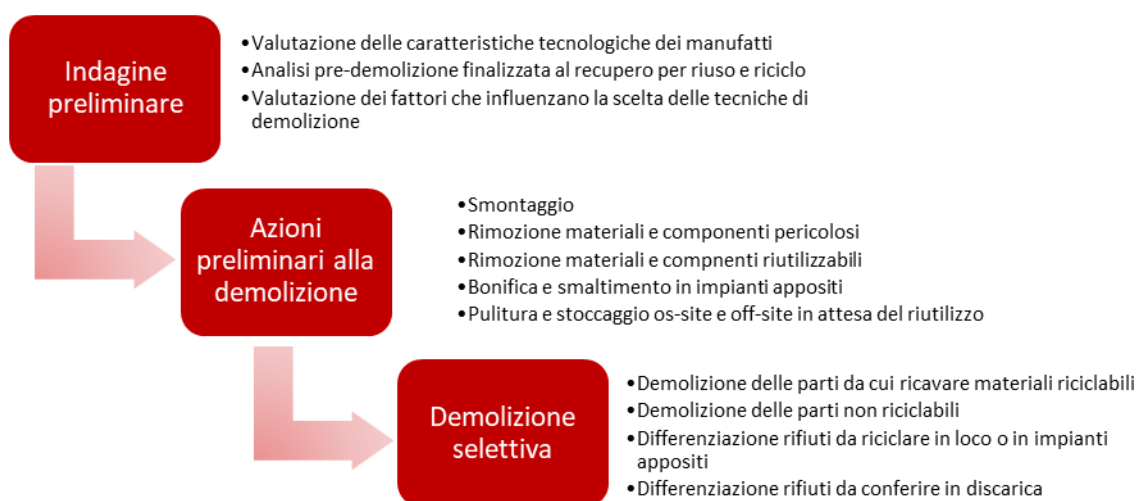 Indagine
preliminare
•Valutazione delle caratteristiche tecnologiche dei manufatti
•Analisi pre-demolizione finalizzata al recupero per riuso e riciclo
•Valutazione dei fattori che influenzano la scelta delle tecniche di
demolizione
Azioni
preliminari alla
demolizione
•Smontaggio
•Rimozione materiali e componenti pericolosi
•Rimozione materiali e compnenti riutilizzabili
•Bonifica e smaltimento in impianti appositi
•Pulitura e stoccaggio os-site e off-site in attesa del riutilizzo
Demolizione
selettiva
•Demolizione delle parti da cui ricavare materiali riciclabili
•Demolizione delle parti non riciclabili
•Differenziazione rifiuti da riciclare in loco o in impianti
appositi
•Differenziazione rifiuti da conferire in discarica